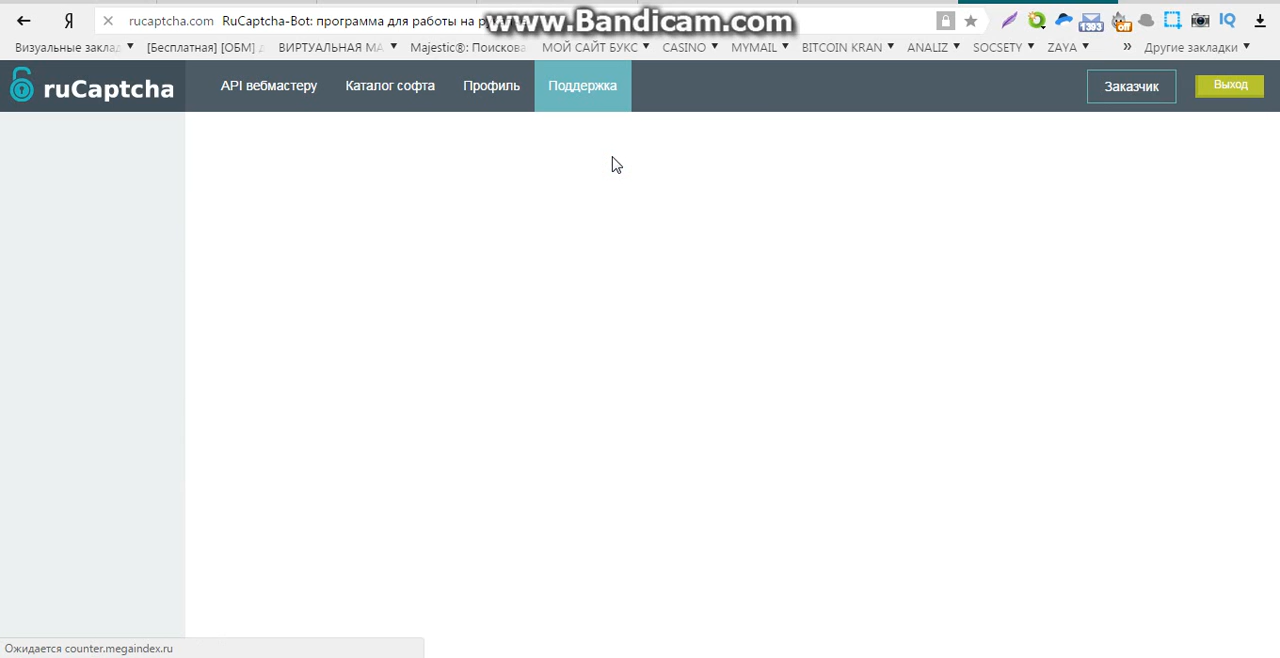 www.Bandicam.com
Я rucaptcha.com RuCaptcha-Bot: программа для работы на
Визуальные заклад [Бесплатная] [ОБМ] ВИРТУАЛЬНАЯ МА Majestic®: Поискова МОЙ САЙТ БУКС CASINO MYMAIL BITCOIN KRAN ANALIZ SOCSETY ZAYA » Другие закладки
ruCaptcha API вебмастеру Каталог софта Профиль Поддержка Заказчик Выход
Ожидается counter.megaindex.ru